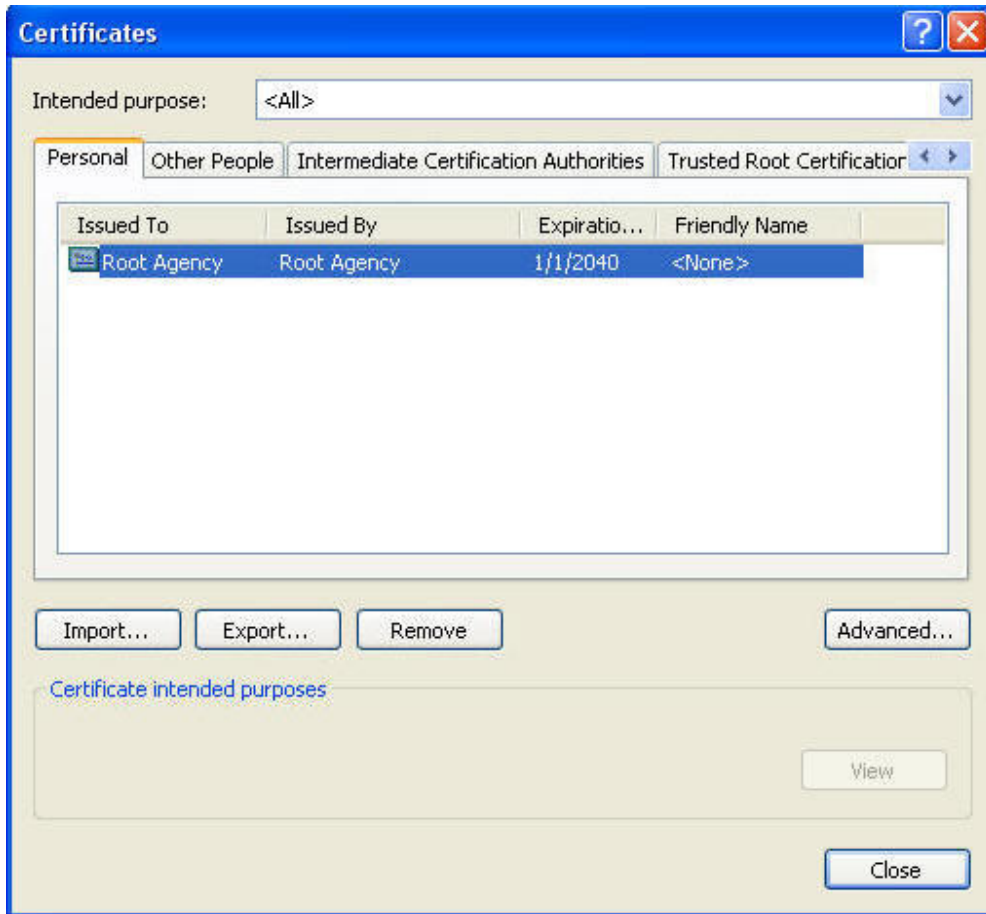 Certificates
Intended purpose: <All>
Personal Other People Intermediate Certification Authorities Trusted Root Certification
Issued To Issued By Expiratio... Friendly Name
Root Agency Root Agency 1/1/2040 <None>
Import... Export... Remove Advanced...
Certificate intended purposes
View
Close